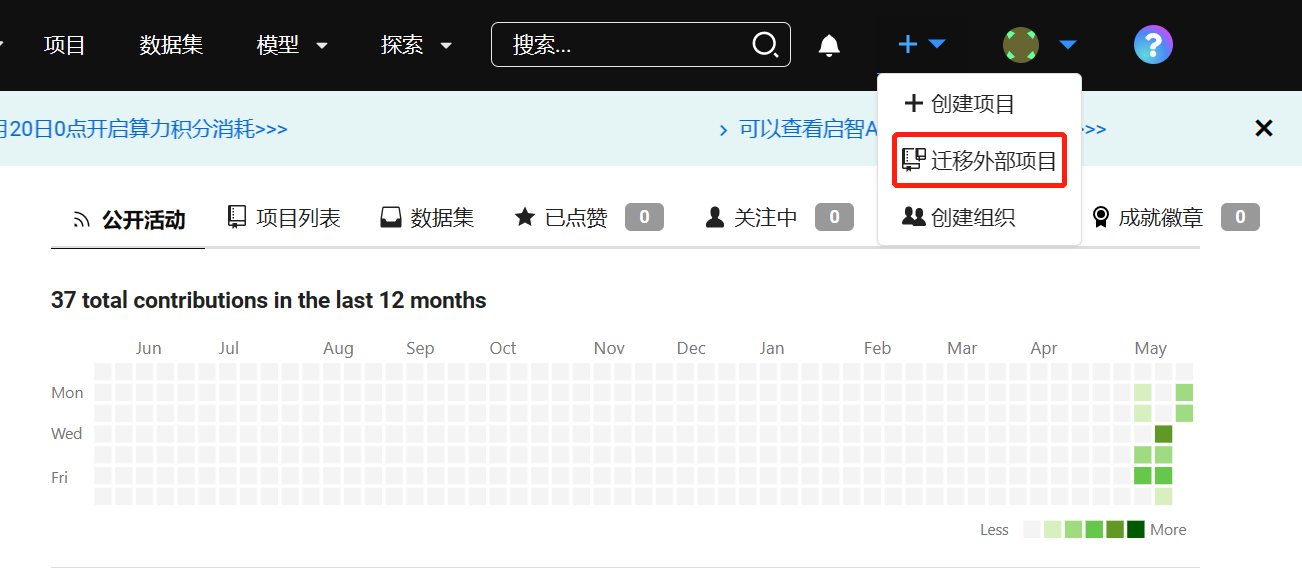 项目 数据集 模型 探索 搜索... + ?
创建项目
迁移外部项目
创建组织
月20日0点开启算力积分消耗>>>
可以查看启智A >>
公开活动 项目列表 数据集 已点赞 0 关注中 0 成就徽章 0
37 total contributions in the last 12 months
Jun Jul Aug Sep Oct Nov Dec Jan Feb Mar Apr May
Mon
Wed
Fri
Less More